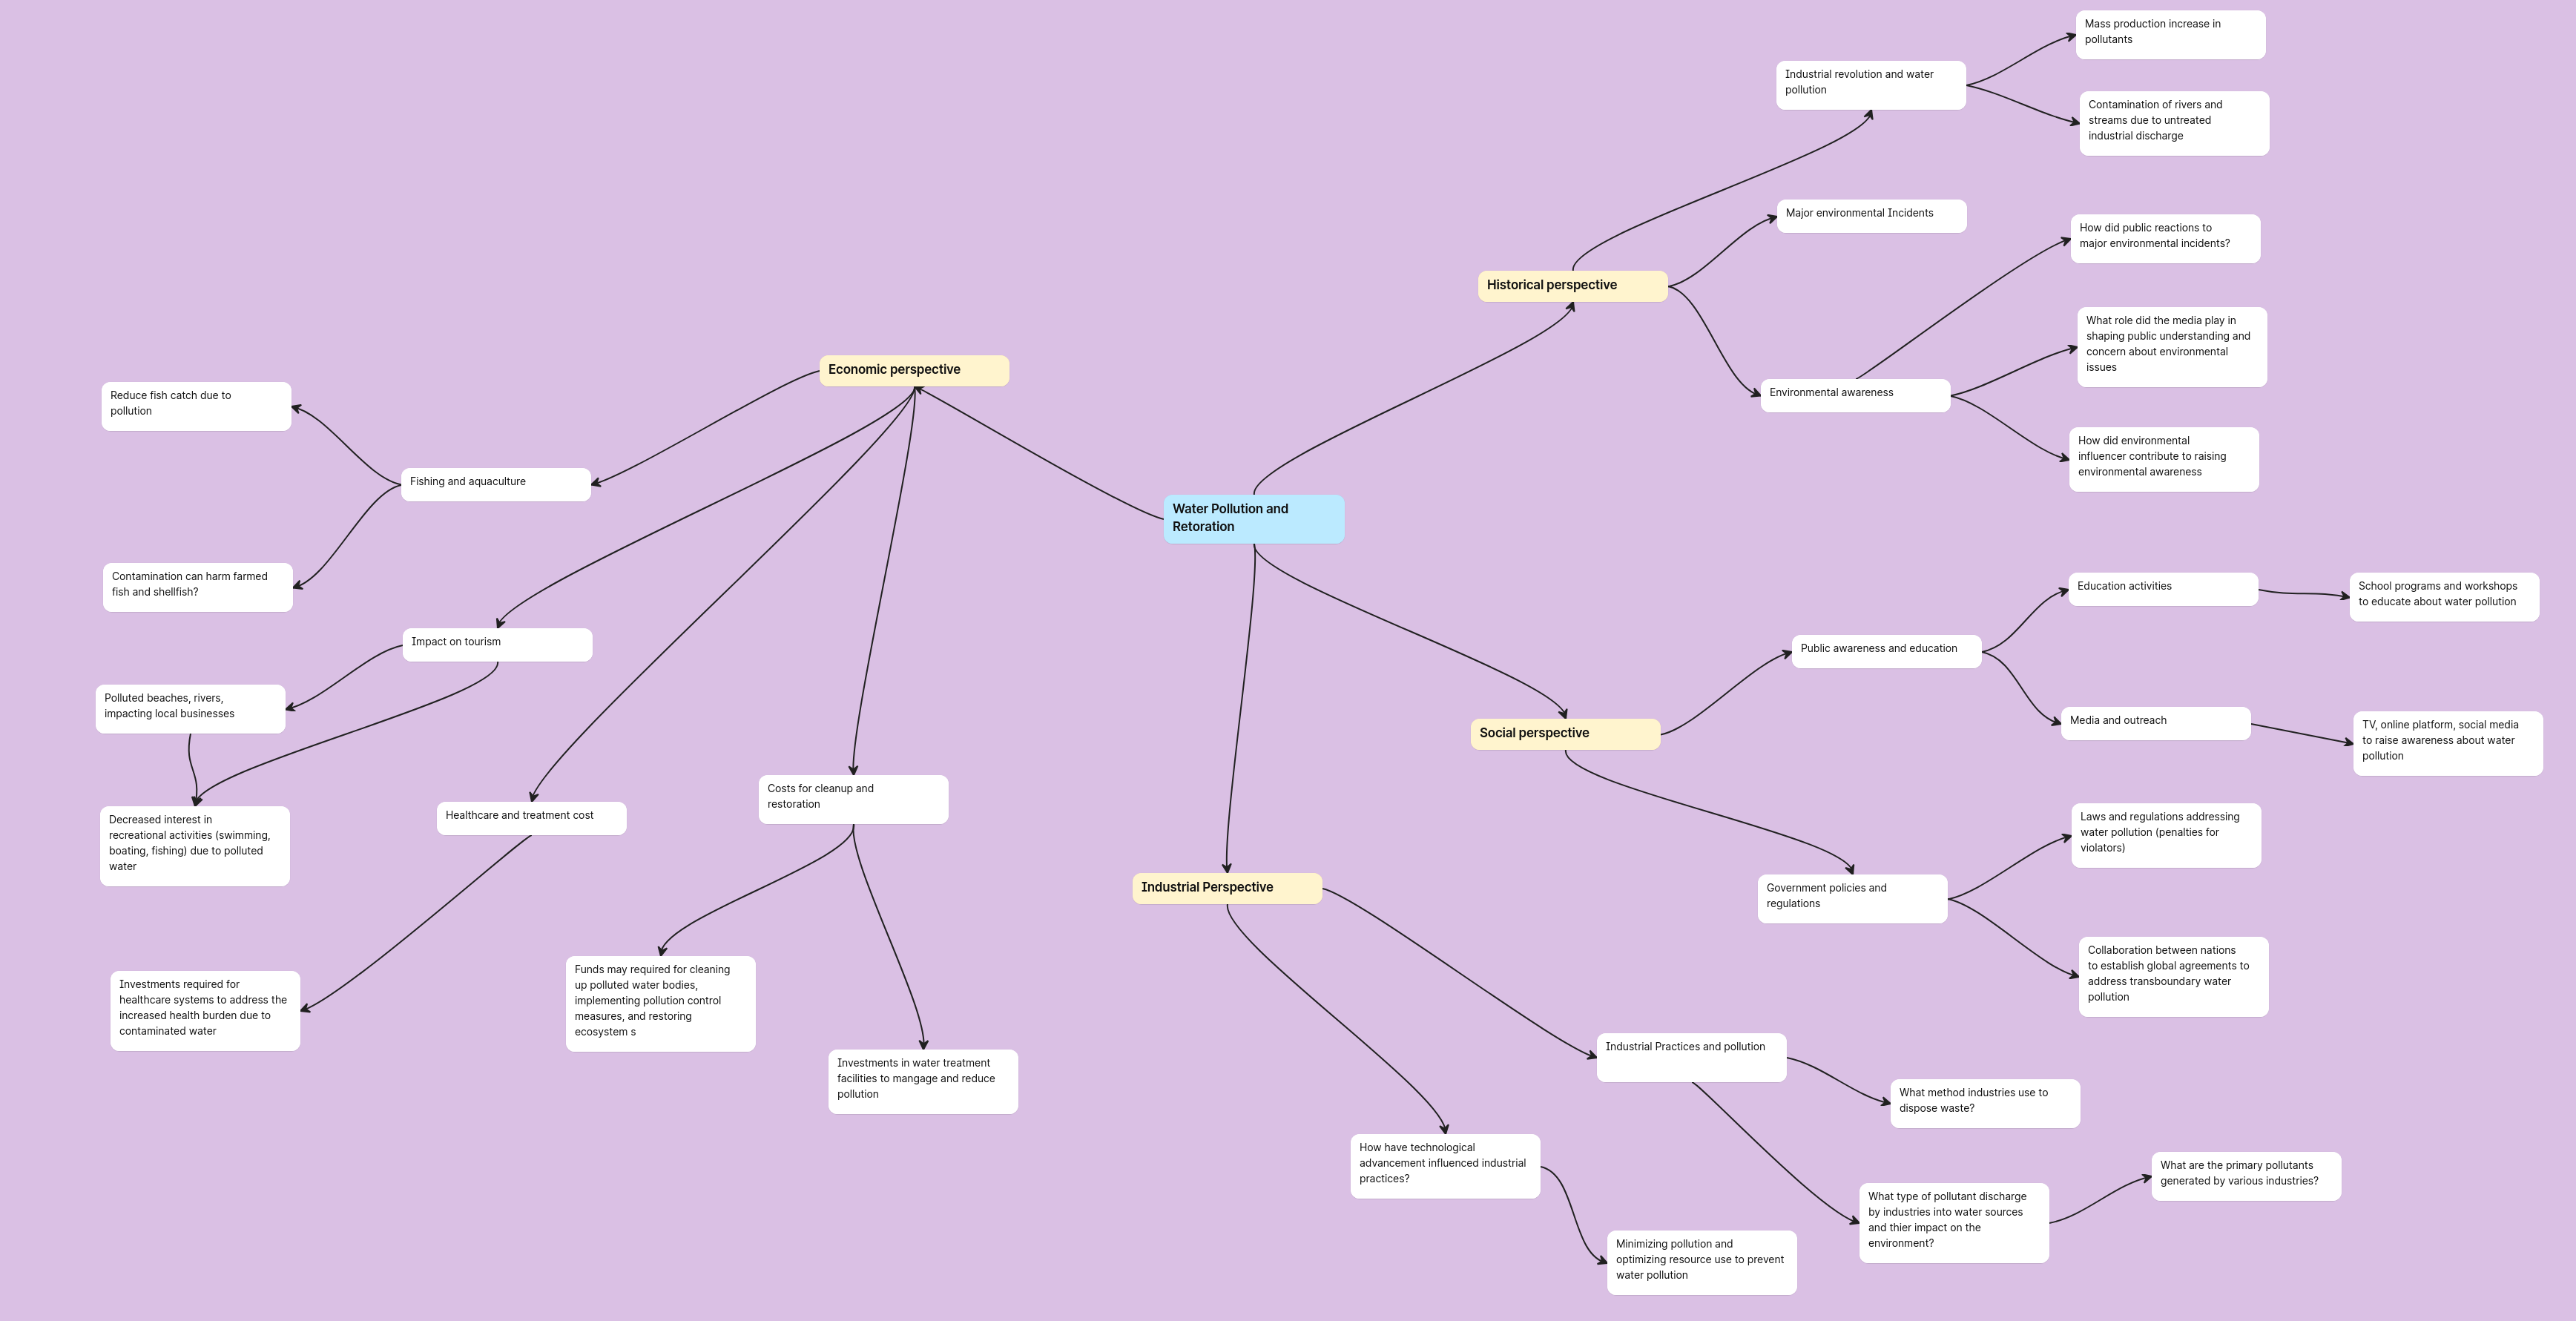 Water Pollution and
Retoration
Historical perspective
Industrial revolution and water
pollution
Mass production increase in
pollutants
Contamination of rivers and
streams due to untreated
industrial discharge
Major environmental Incidents
Environmental awareness
How did public reactions to
major environmental incidents?
What role did the media play in
shaping public understanding and
concern about environmental
issues
How did environmental
influencer contribute to raising
environmental awareness
Economic perspective
Fishing and aquaculture
Reduce fish catch due to
pollution
Contamination can harm farmed
fish and shellfish?
Impact on tourism
Polluted beaches, rivers,
impacting local businesses
Decreased interest in
recreational activities (swimming,
boating, fishing) due to polluted
water
Healthcare and treatment cost
Investments required for
healthcare systems to address the
increased health burden due to
contaminated water
Costs for cleanup and
restoration
Funds may required for cleaning
up polluted water bodies,
implementing pollution control
measures, and restoring
ecosystem s
Investments in water treatment
facilities to mangage and reduce
pollution
Social perspective
Public awareness and education
Education activities
School programs and workshops
to educate about water pollution
Media and outreach
TV, online platform, social media
to raise awareness about water
pollution
Government policies and
regulations
Laws and regulations addressing
water pollution (penalties for
violators)
Collaboration between nations
to establish global agreements to
address transboundary water
pollution
Industrial Perspective
Industrial Practices and pollution
What method industries use to
dispose waste?
What type of pollutant discharge
by industries into water sources
and thier impact on the
environment?
What are the primary pollutants
generated by various industries?
How have technological
advancement influenced industrial
practices?
Minimizing pollution and
optimizing resource use to prevent
water pollution